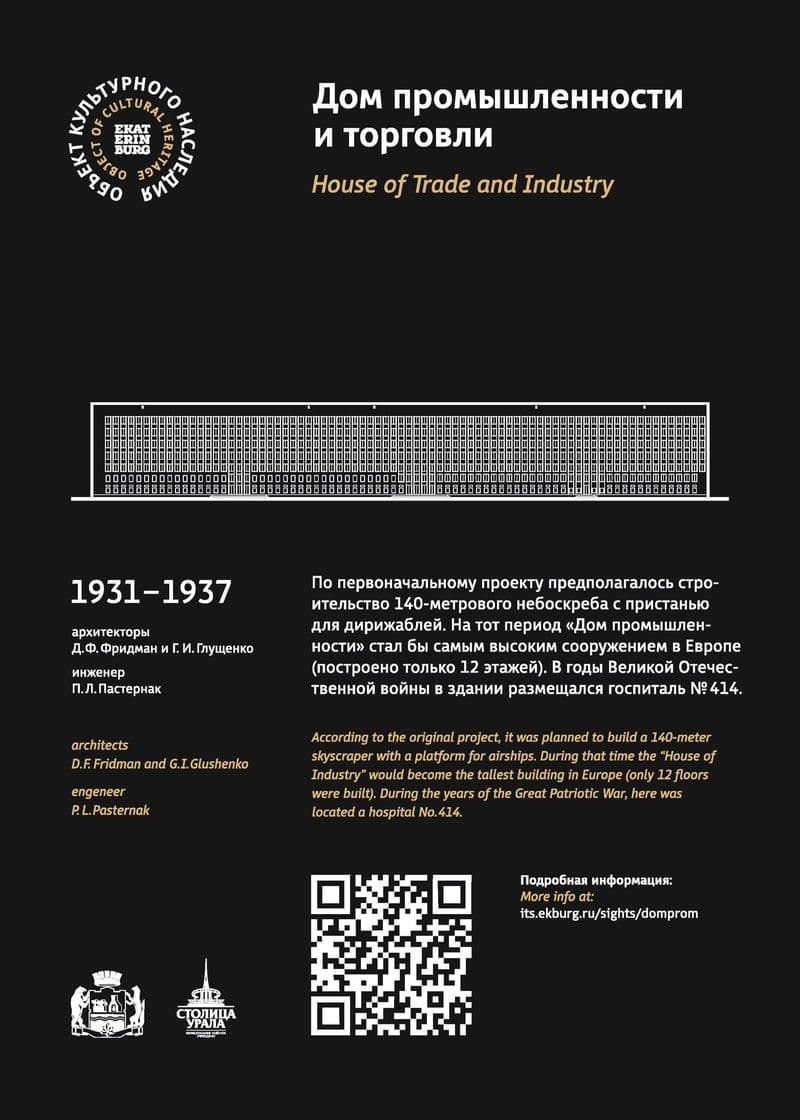 ОБЪЕКТ КУЛЬТУРНОГО НАСЛЕДИЯ
OBJECT OF CULTURAL HERITAGE
EKAT
ERIN
BURG
Дом промышленности
и торговли
House of Trade and Industry
1931–1937
архитекторы
Д.Ф. Фридман и Г. И. Глущенко
инженер
П. Л. Пастернак
architects
D.F. Fridman and G.I.Glushenko
engeneer
P. L. Pasternak
По первоначальному проекту предполагалось стро-
ительство 140-метрового небоскреба с пристанью
для дирижаблей. На тот период «Дом промышлен-
ности» стал бы самым высоким сооружением в Европе
(построено только 12 этажей). В годы Великой Отечес-
твенной войны в здании размещался госпиталь № 414.
According to the original project, it was planned to build a 140-meter
skyscraper with a platform for airships. During that time the “House of
Industry” would become the tallest building in Europe (only 12 floors
were built). During the years of the Great Patriotic War, here was
located a hospital No.414.
Подробная информация:
More info at:
its.ekburg.ru/sights/domprom
СТОЛИЦА
УРАЛА